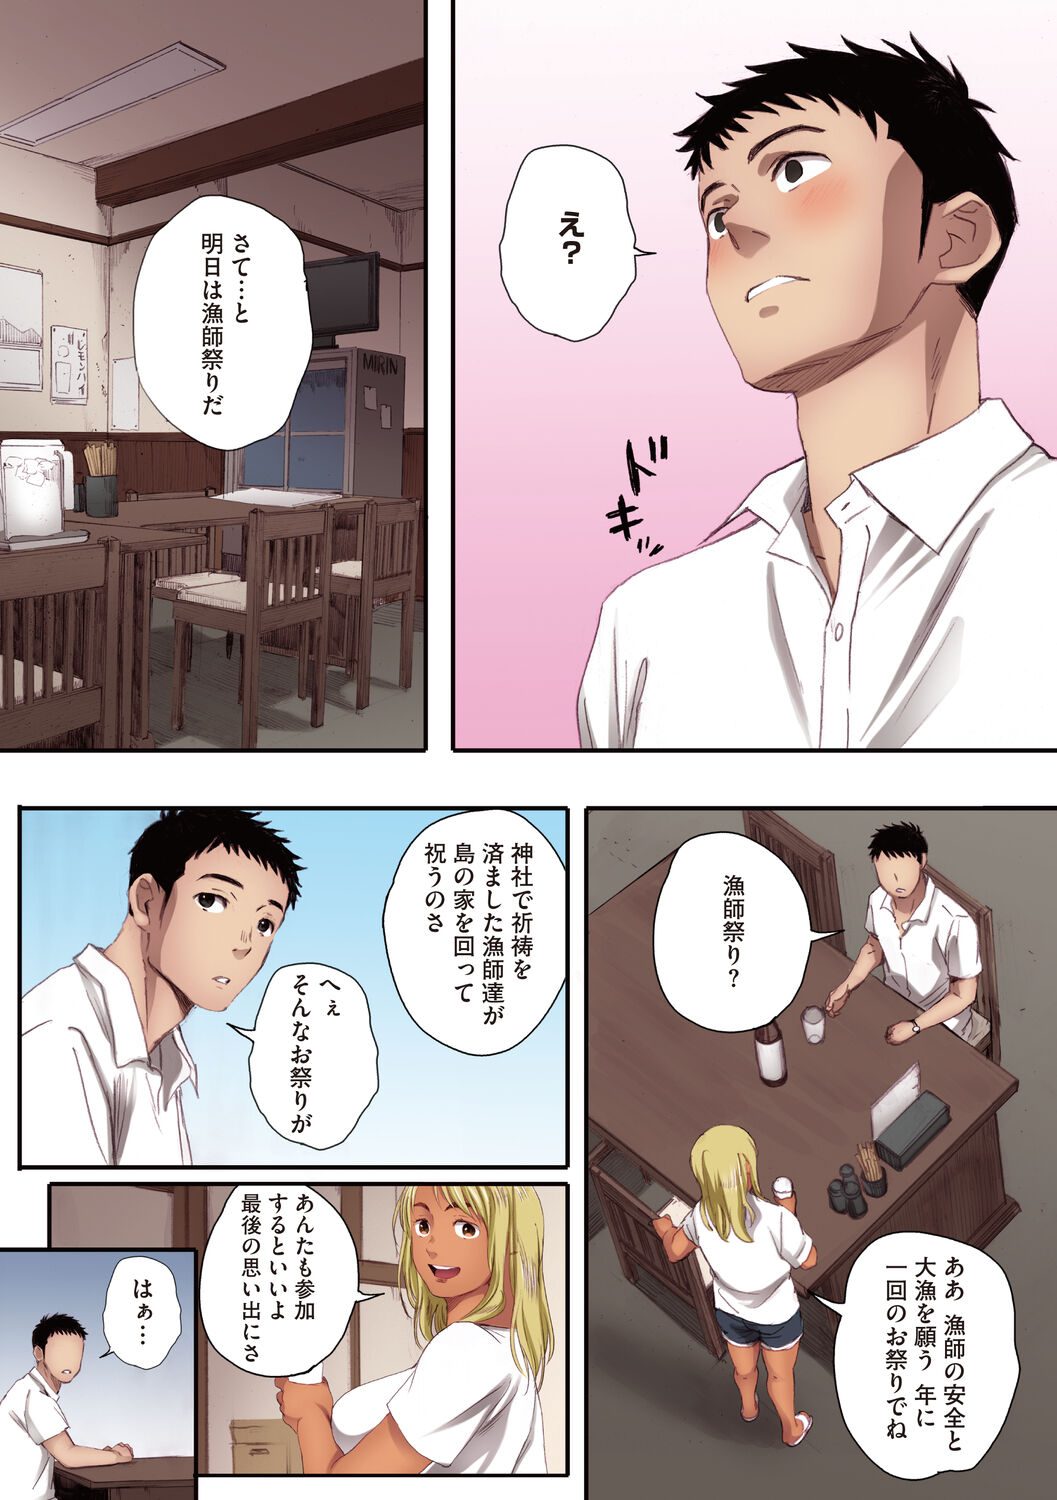 え?
ドキッ
さて…と
明日は漁師祭りだ
レモンハイ
MIRIN
漁師祭り?
ああ 漁師の安全と
大漁を願う 年に
一回のお祭りでね
神社で祈祷を
済ました漁師達が
島の家を回って
祝うのさ
へぇ
そんなお祭りが
あんたも参加
するといいよ
最後の思い出にさ
はぁ…